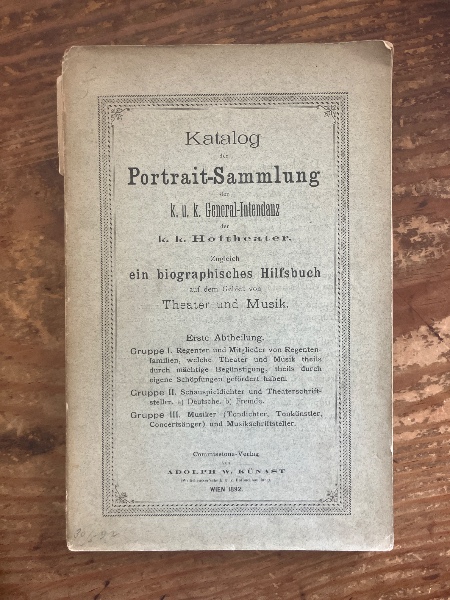 Katalog
der
Portrait-Sammlung
der
k. u. k. General-Intendanz
der
k. k. Hoftheater.
Zugleich
ein biographisches Hilfsbuch
auf dem Gebiet von
Theater und Musik.
Erste Abtheilung.
Gruppe I. Regenten und Mitglieder von Regenten-
familien, welche Theater und Musik theils
durch mächtige Begünstigung, theils durch
eigene Schöpfungen gefördert haben.
Gruppe II. Schauspieldichter und Theaterschrift-
steller. a) Deutsche. b) Fremde.
Gruppe III. Musiker (Tondichter, Tonkünstler,
Concertsänger) und Musikschriftsteller.
Commissions-Verlag
von
ADOLPH W. KÜNAST
WIEN 1892.